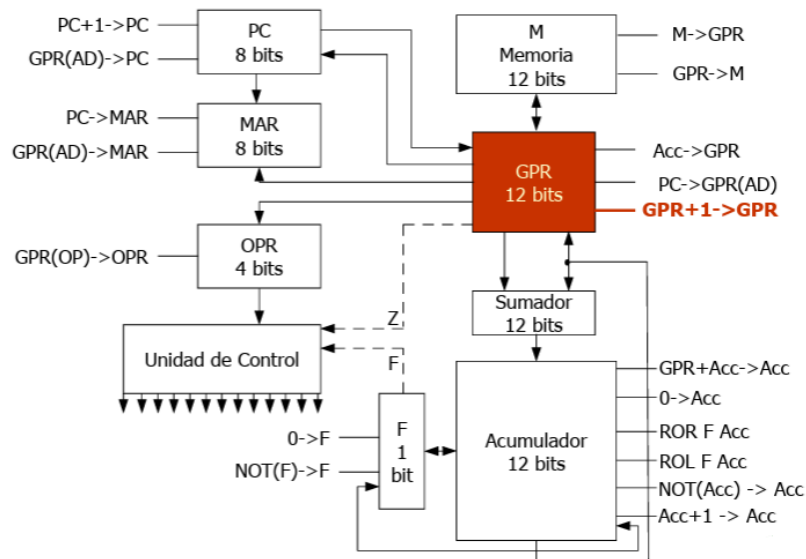 PC+1->PC
GPR(AD)->PC
PC
8 bits
M
Memoria
12 bits
M->GPR
GPR->M
PC->MAR
GPR(AD)->MAR
MAR
8 bits
GPR
12 bits
Acc->GPR
PC->GPR(AD)
GPR+1->GPR
GPR(OP)->OPR
OPR
4 bits
Z
Sumador
12 bits
Unidad de Control
F
0->F
NOT(F)->F
F
1
bit
Acumulador
12 bits
GPR+Acc->Acc
0->Acc
ROR F Acc
ROL F Acc
NOT(Acc) -> Acc
Acc+1 -> Acc